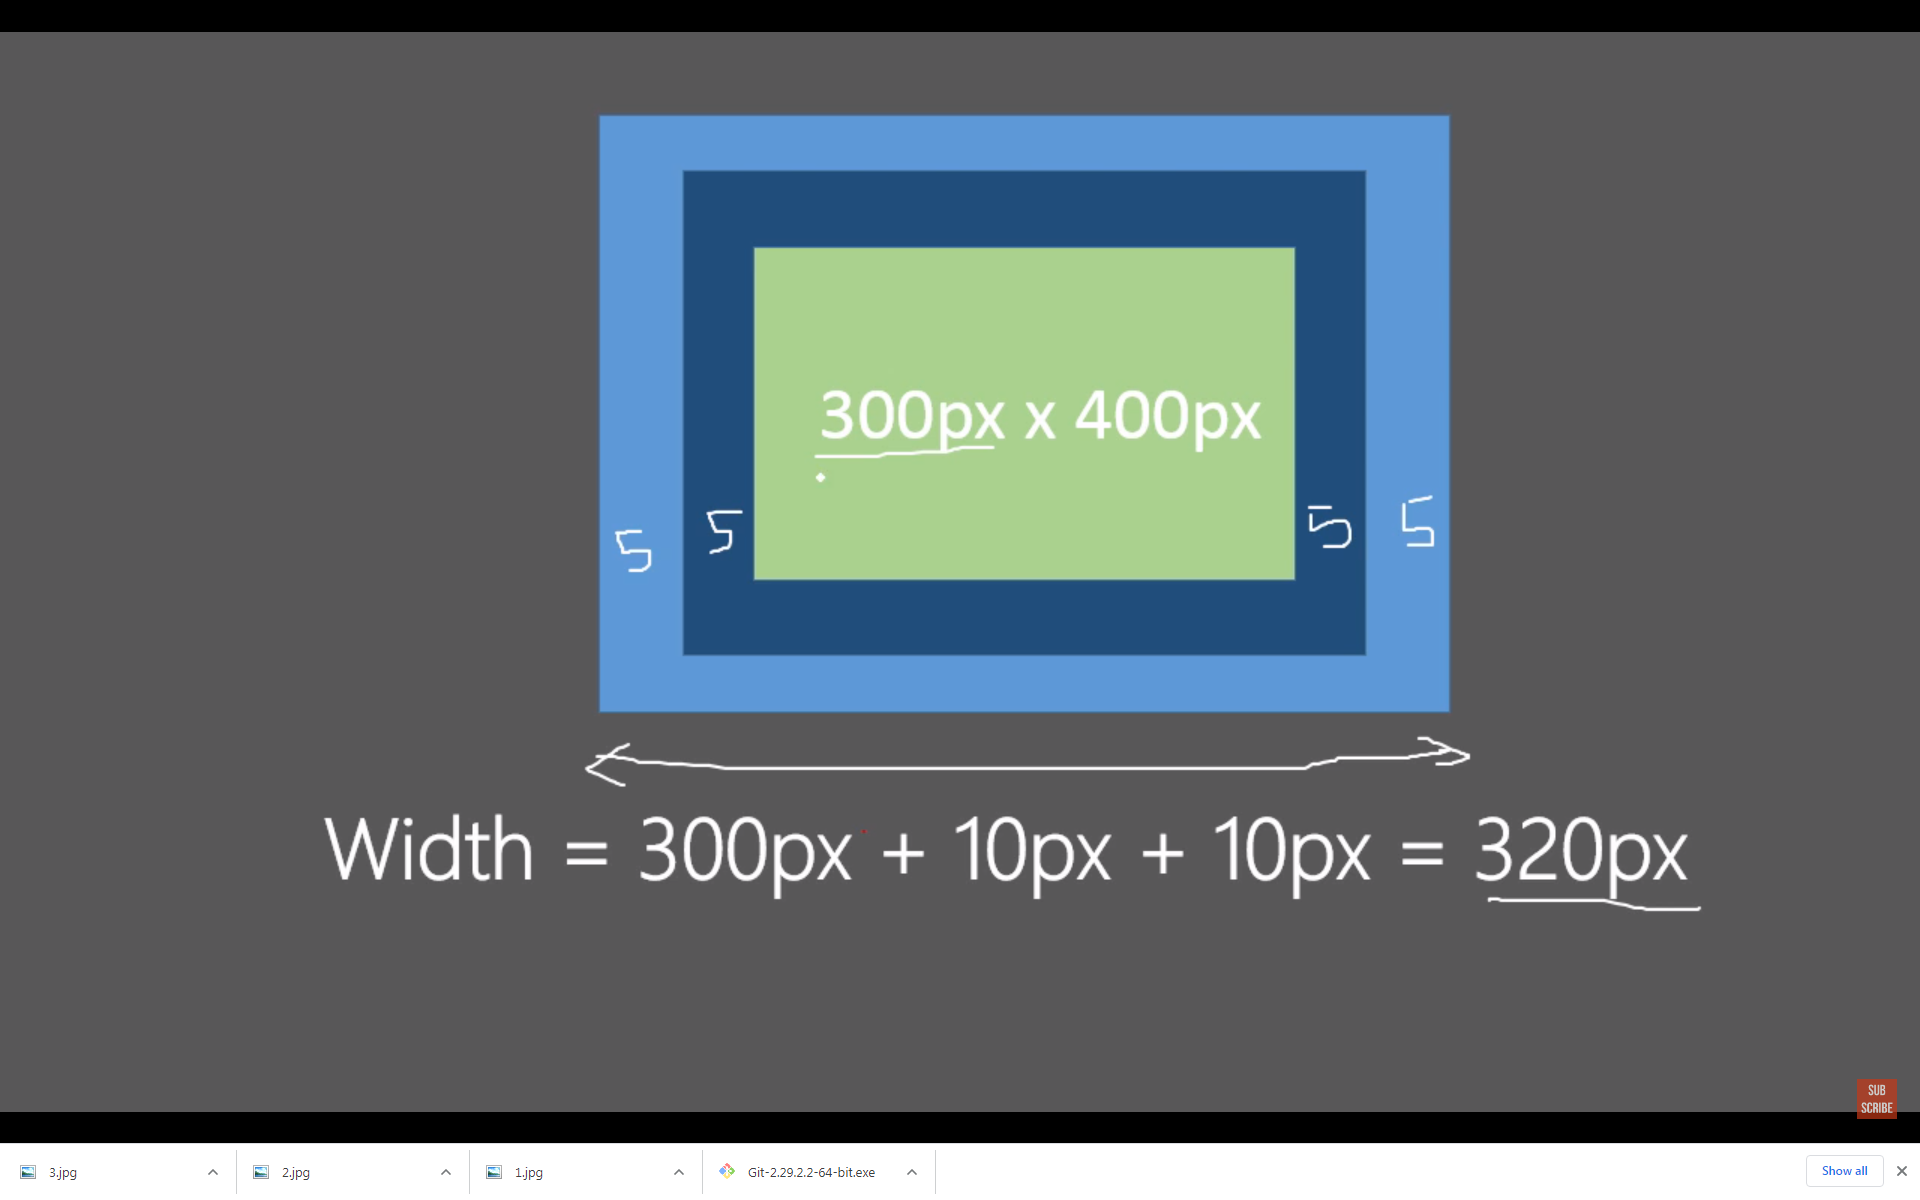 300px x 400px
5 5 5 5
Width = 300px + 10px + 10px = 320px
SUB
SCRIBE
3.jpg
2.jpg
1.jpg
Git-2.29.2.2-64-bit.exe
Show all